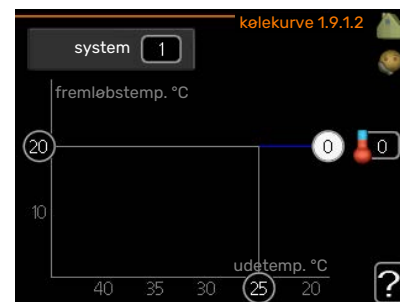 kølekurve 1.9.1.2
system 1
fremløbstemp. °C
20
0
0
10
udetemp. °C
40 35 30 25 20
?